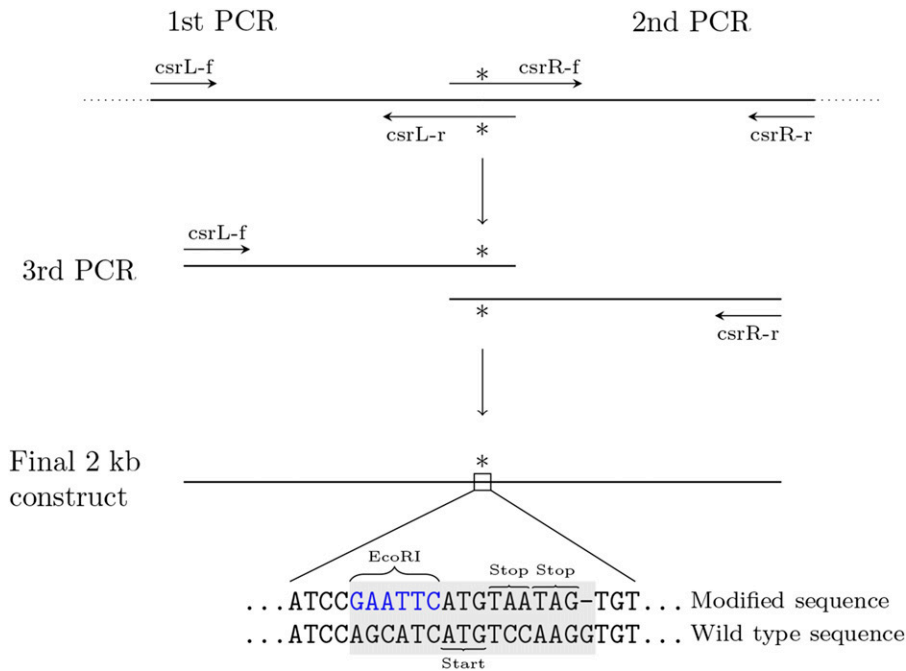 1st PCR 2nd PCR
csrL-f * csrR-f
csrL-r * csrR-r
csrL-f *
3rd PCR
*
csrR-r
Final 2 kb *
construct
EcoRI Stop Stop
...ATCCGAATTCATGTAATAG-TGT... Modified sequence
...ATCCAGCATCATGTCCAAGGTGT... Wild type sequence
Start